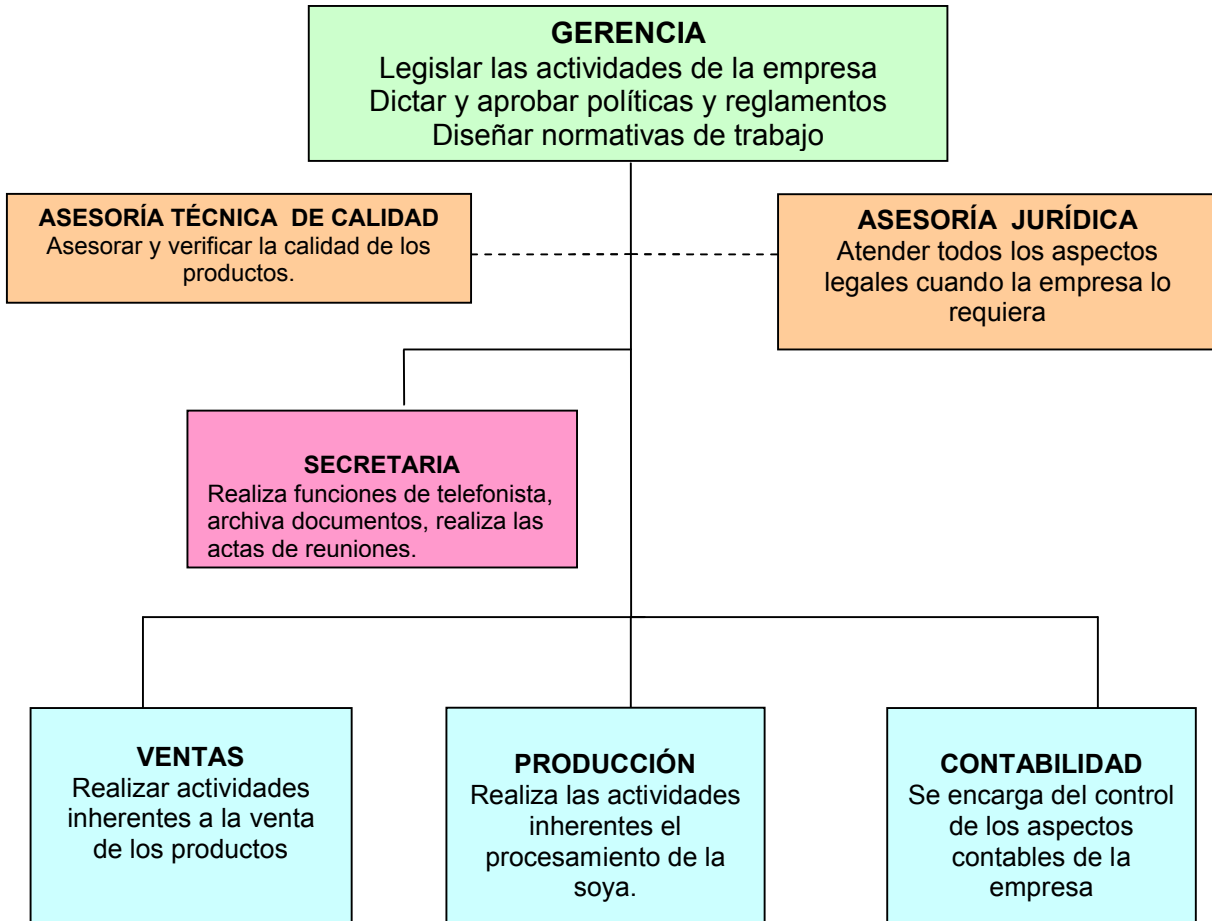 GERENCIA
Legislar las actividades de la empresa
Dictar y aprobar políticas y reglamentos
Diseñar normativas de trabajo
ASESORÍA TÉCNICA DE CALIDAD
Asesorar y verificar la calidad de los
productos.
ASESORÍA JURÍDICA
Atender todos los aspectos
legales cuando la empresa lo
requiera
SECRETARIA
Realiza funciones de telefonista,
archiva documentos, realiza las
actas de reuniones.
VENTAS
Realizar actividades
inherentes a la venta
de los productos
PRODUCCIÓN
Realiza las actividades
inherentes el
procesamiento de la
soya.
CONTABILIDAD
Se encarga del control
de los aspectos
contables de la
empresa